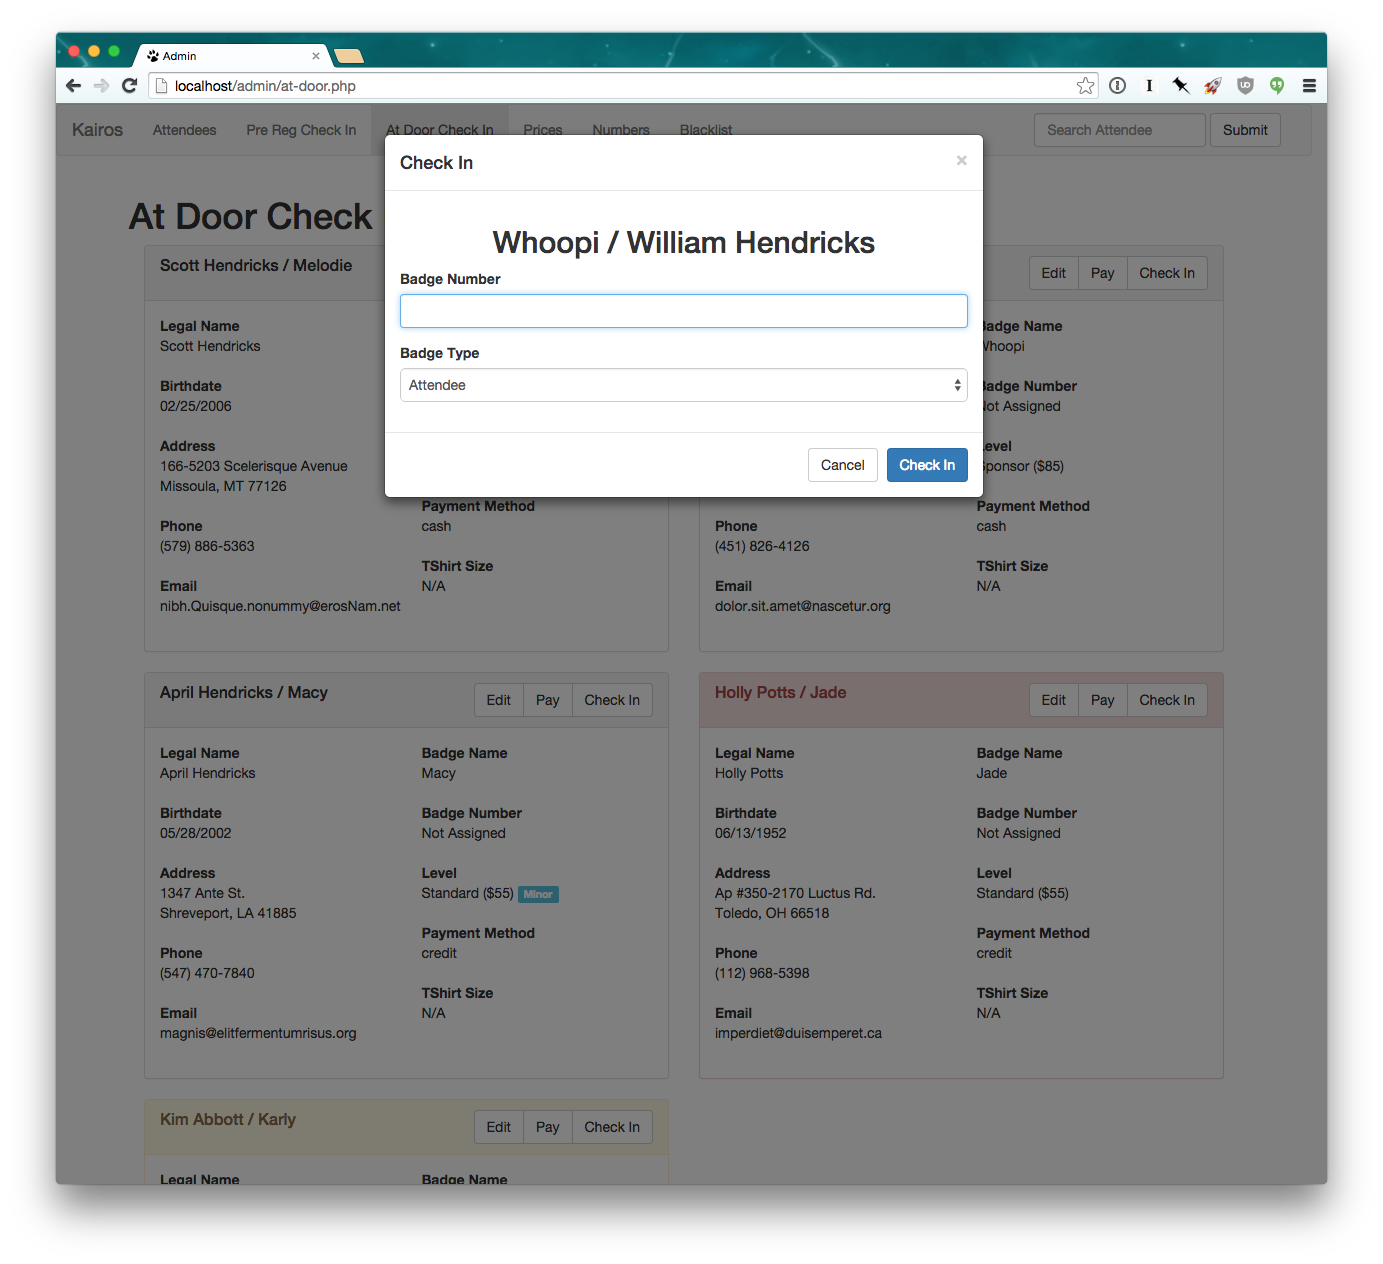 Admin
localhost/admin/at-door.php
Kairos Attendees Pre Reg Check In At Door Check In Prices Numbers Blacklist Search Attendee Submit
Check In
Whoopi / William Hendricks
Badge Number
Badge Type
Attendee
Cancel Check In
At Door Check
Scott Hendricks / Melodie
Legal Name
Scott Hendricks
Birthdate
02/25/2006
Address
166-5203 Scelerisque Avenue
Missoula, MT 77126
Phone
(579) 886-5363
Email
nibh.Quisque.nonummy@erosNam.net
Payment Method
cash
TShirt Size
N/A
Edit Pay Check In
Phone
(451) 826-4126
Email
dolor.sit.amet@nascetur.org
Badge Name
Whoopi
Badge Number
Not Assigned
Level
Sponsor ($85)
Payment Method
cash
TShirt Size
N/A
April Hendricks / Macy
Edit Pay Check In
Legal Name
April Hendricks
Birthdate
05/28/2002
Address
1347 Ante St.
Shreveport, LA 41885
Phone
(547) 470-7840
Email
magnis@elitfermentumrisus.org
Badge Name
Macy
Badge Number
Not Assigned
Level
Standard ($55) Minor
Payment Method
credit
TShirt Size
N/A
Holly Potts / Jade
Edit Pay Check In
Legal Name
Holly Potts
Birthdate
06/13/1952
Address
Ap #350-2170 Luctus Rd.
Toledo, OH 66518
Phone
(112) 968-5398
Email
imperdiet@duisemperet.ca
Badge Name
Jade
Badge Number
Not Assigned
Level
Standard ($55)
Payment Method
credit
TShirt Size
N/A
Kim Abbott / Karly
Edit Pay Check In
Legal Name
Badge Name